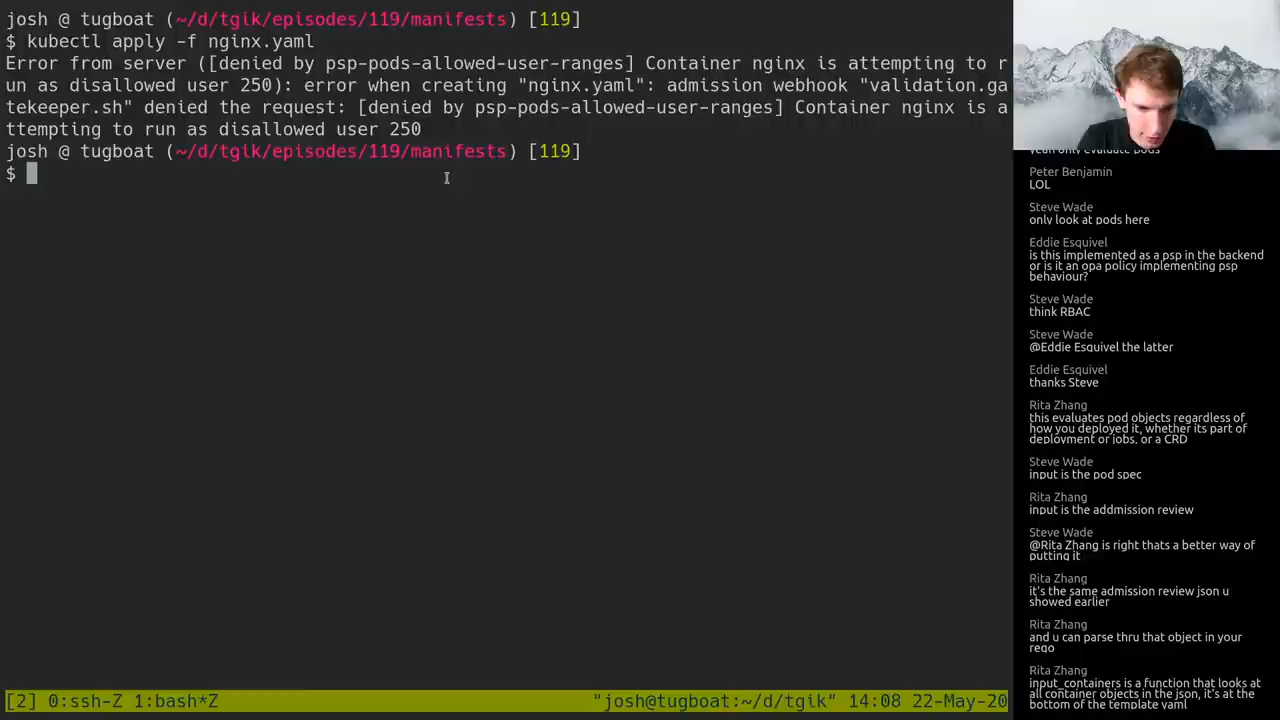 josh @ tugboat (~/d/tgik/episodes/119/manifests) [119]
$ kubectl apply -f nginx.yaml
Error from server ([denied by psp-pods-allowed-user-ranges] Container nginx is attempting to r
un as disallowed user 250): error when creating "nginx.yaml": admission webhook "validation.ga
tekeeper.sh" denied the request: [denied by psp-pods-allowed-user-ranges] Container nginx is a
ttempting to run as disallowed user 250
josh @ tugboat (~/d/tgik/episodes/119/manifests) [119]
$
[2] 0:ssh-Z 1:bash*Z "josh@tugboat:~/d/tgik" 14:08 22-May-20
yeah only evaluate pods
Peter Benjamin
LOL
Steve Wade
only look at pods here
Eddie Esquivel
is this implemented as a psp in the backend
or is it an opa policy implementing psp
behaviour?
Steve Wade
think RBAC
Steve Wade
@Eddie Esquivel the latter
Eddie Esquivel
thanks Steve
Rita Zhang
this evaluates pod objects regardless of
how you deployed it, whether its part of
deployment or jobs, or a CRD
Steve Wade
input is the pod spec
Rita Zhang
input is the addmission review
Steve Wade
@Rita Zhang is right thats a better way of
putting it
Rita Zhang
it's the same admission review json u
showed earlier
Rita Zhang
and u can parse thru that object in your
rego
Rita Zhang
input_containers is a function that looks at
all container objects in the json, it's at the
bottom of the template yaml